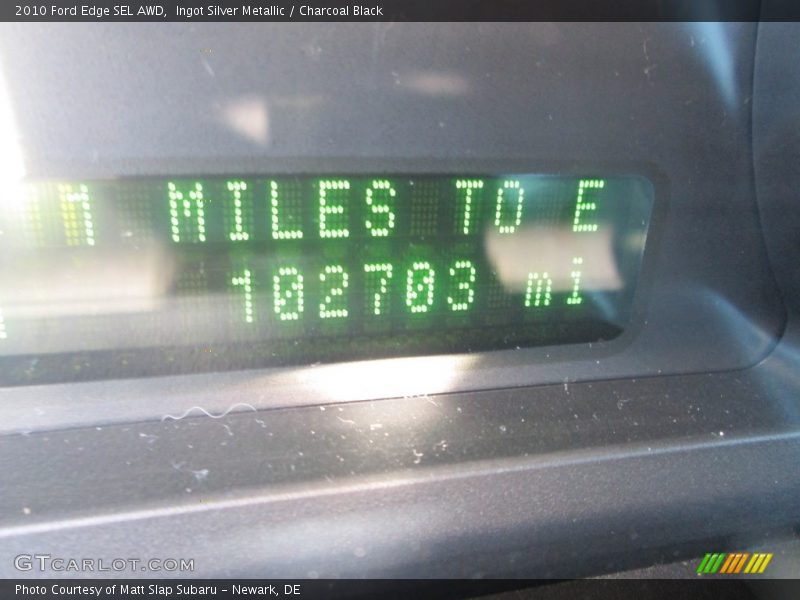 2010 Ford Edge SEL AWD,  Ingot Silver Metallic / Charcoal Black
MILES TO E
102703 mi
GTCARLOT.COM
Photo Courtesy of Matt Slap Subaru - Newark, DE